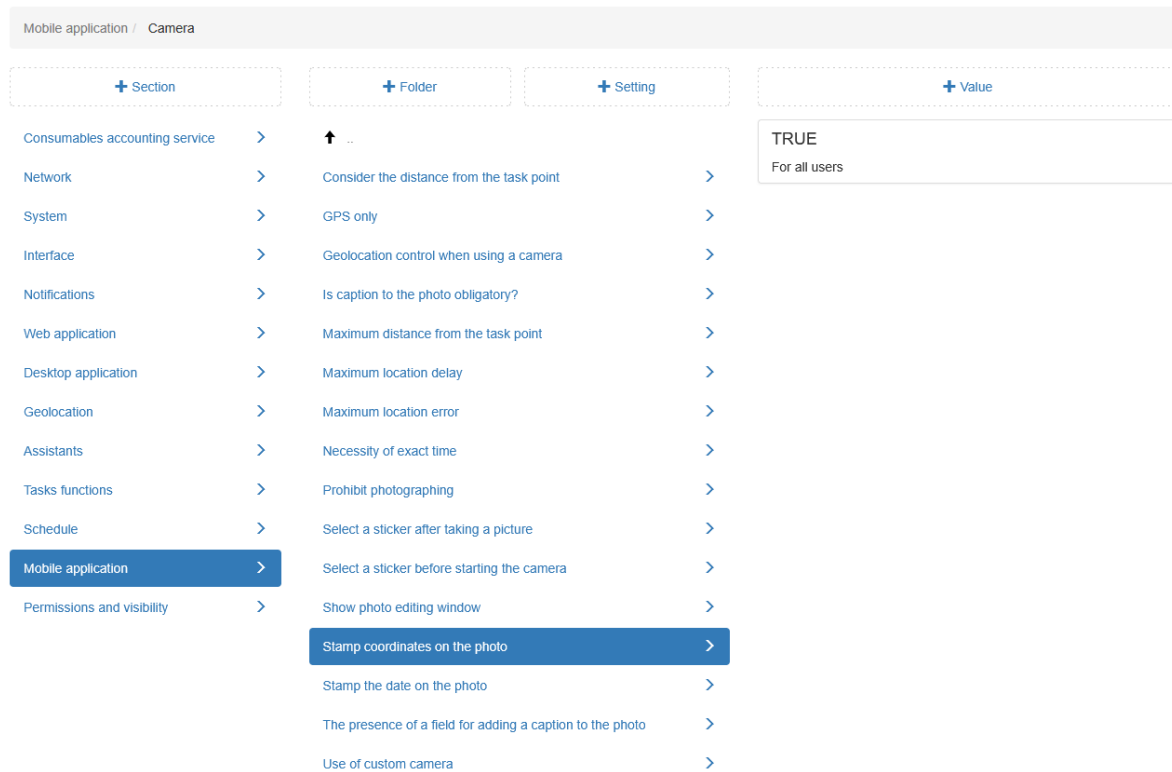 Mobile application / Camera
+ Section
+ Folder
+ Setting
+ Value
Consumables accounting service
Network
System
Interface
Notifications
Web application
Desktop application
Geolocation
Assistants
Tasks functions
Schedule
Mobile application
Permissions and visibility
..
Consider the distance from the task point
GPS only
Geolocation control when using a camera
Is caption to the photo obligatory?
Maximum distance from the task point
Maximum location delay
Maximum location error
Necessity of exact time
Prohibit photographing
Select a sticker after taking a picture
Select a sticker before starting the camera
Show photo editing window
Stamp coordinates on the photo
Stamp the date on the photo
The presence of a field for adding a caption to the photo
Use of custom camera
TRUE
For all users